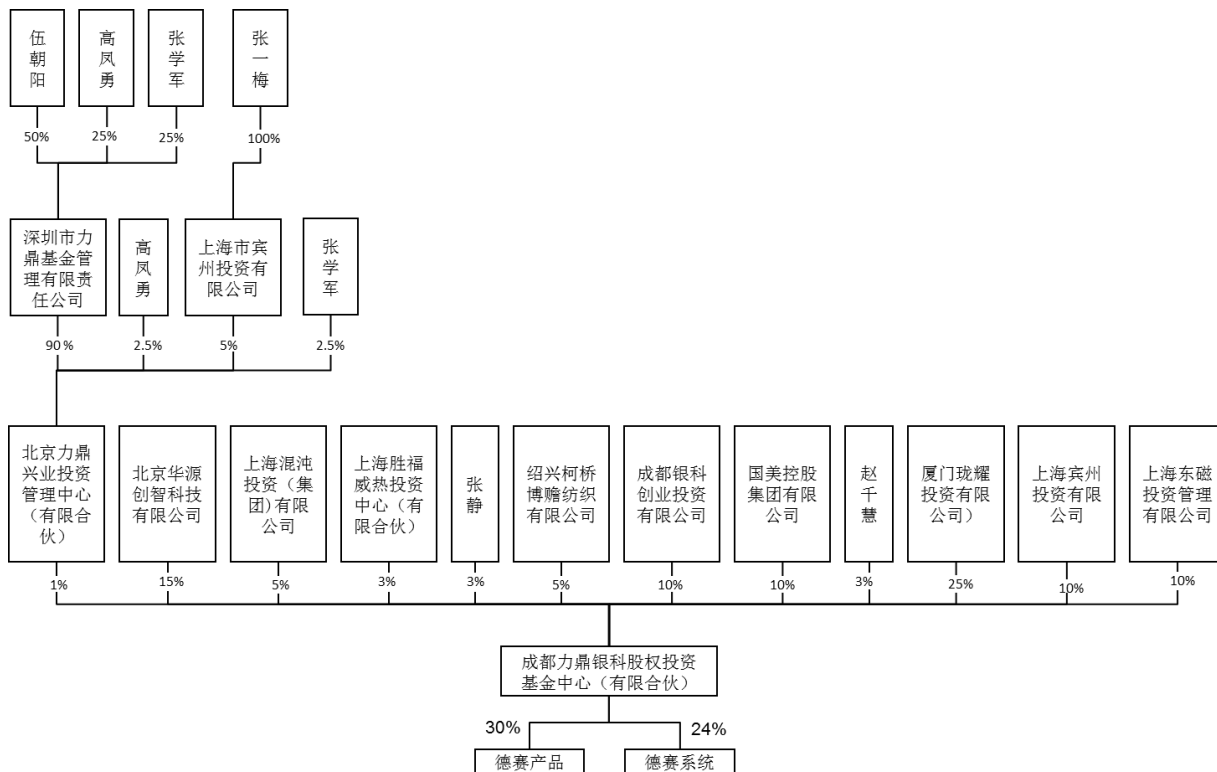 伍朝阳
高凤勇
张学军
张一梅
50%
25%
25%
100%
深圳市力
鼎基金管
理有限责
任公司
高凤勇
上海市宾
州投资有
限公司
张学军
90%
2.5%
5%
2.5%
北京力鼎
兴业投资
管理中心
（有限合
伙）
北京华源
创智科技
有限公司
上海混沌
投资（集
团)有限
公司
上海胜福
威热投资
中心（有
限合伙）
张静
绍兴柯桥
博赡纺织
有限公司
成都银科
创业投资
有限公司
国美控股
集团有限
公司
赵千慧
厦门珑耀
投资有限
公司）
上海宾州
投资有限
公司
上海东磁
投资管理
有限公司
1%
15%
5%
3%
3%
5%
10%
10%
3%
25%
10%
10%
成都力鼎银科股权投资
基金中心（有限合伙）
30%
24%
德赛产品
德赛系统